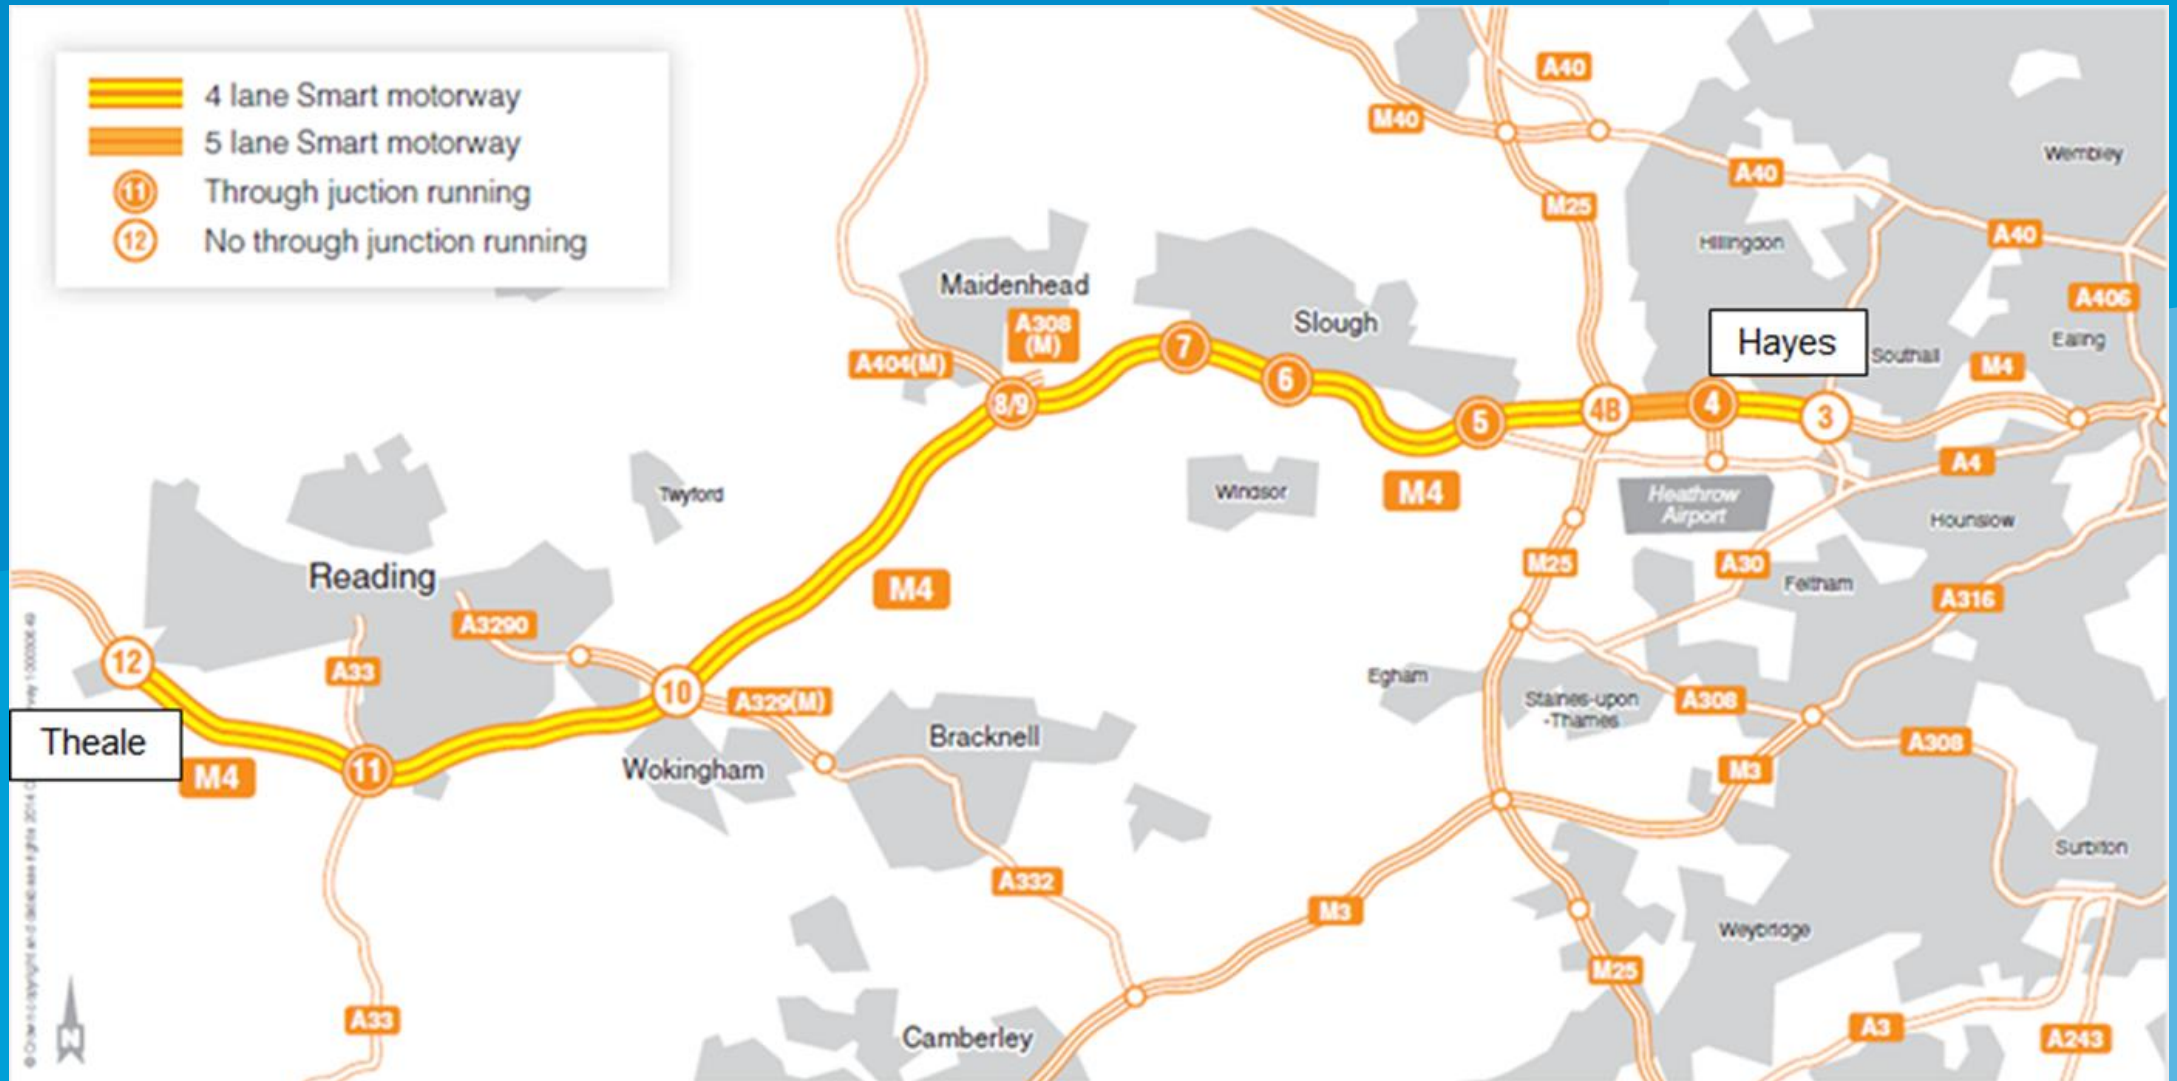 4 lane Smart motorway
5 lane Smart motorway
11 Through juction running
12 No through junction running
A40
M40
Wembley
A40
M25
Hillingdon
A40
Maidenhead
A308
(M)
A404(M)
7
Slough
6
Hayes
Southall
A406
Ealing
M4
8/9
5
4B
4
3
M4
Windsor
A4
Heathrow
Airport
Hounslow
Twyford
Reading
A3290
M4
M25
A30
Feltham
A316
12
A33
10
A329(M)
Egham
Staines-upon
-Thames
A308
A308
Theale
M4
11
Wokingham
Bracknell
M3
Surbiton
A332
M3
Weybridge
M25
A33
Camberley
A3
A243
N